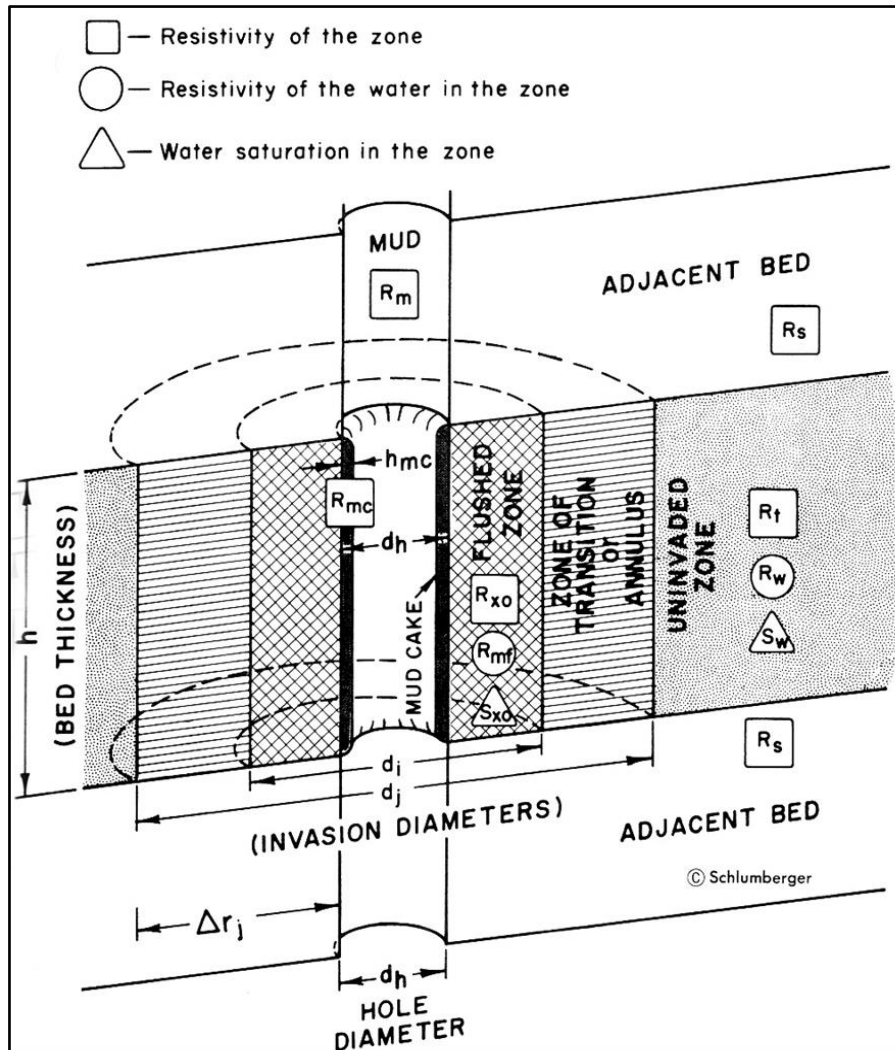 — Resistivity of the zone
— Resistivity of the water in the zone
— Water saturation in the zone
MUD
Rm
ADJACENT BED
Rs
hmc
Rmc
dh
FLUSHED
ZONE
ZONE OF
TRANSITION
or
ANNULUS
UNINVADED
ZONE
Rt
Rw
Sw
Rxo
Rmf
Sxo
MUD CAKE
h
(BED THICKNESS)
Rs
di
dj
(INVASION DIAMETERS)
ADJACENT BED
© Schlumberger
Δrj
dh
HOLE
DIAMETER